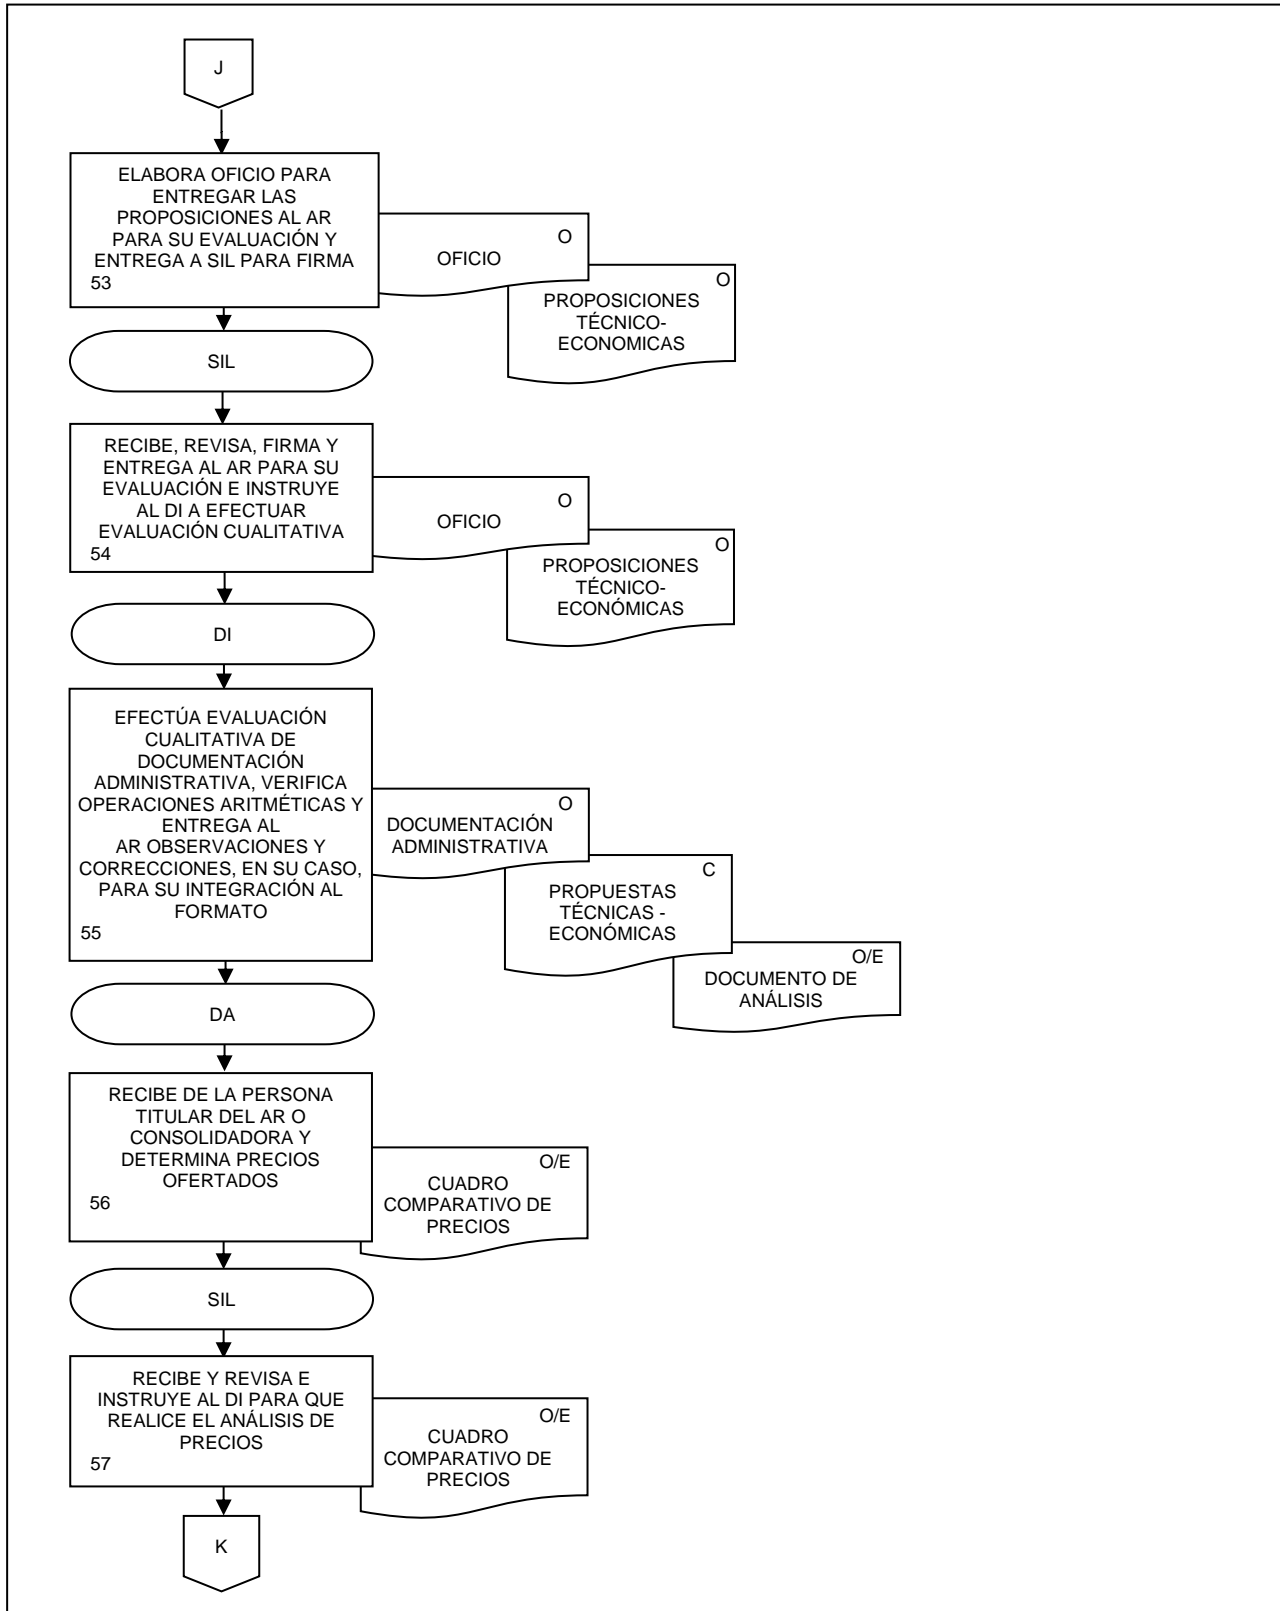 J
ELABORA OFICIO PARA
ENTREGAR LAS
PROPOSICIONES AL AR
PARA SU EVALUACIÓN Y
ENTREGA A SIL PARA FIRMA
53
O
OFICIO
O
PROPOSICIONES
TÉCNICO-
ECONOMICAS
SIL
RECIBE, REVISA, FIRMA Y
ENTREGA AL AR PARA SU
EVALUACIÓN E INSTRUYE
AL DI A EFECTUAR
EVALUACIÓN CUALITATIVA
54
O
OFICIO
O
PROPOSICIONES
TÉCNICO-
ECONÓMICAS
DI
EFECTÚA EVALUACIÓN
CUALITATIVA DE
DOCUMENTACIÓN
ADMINISTRATIVA, VERIFICA
OPERACIONES ARITMÉTICAS Y
ENTREGA AL
AR OBSERVACIONES Y
CORRECCIONES, EN SU CASO,
PARA SU INTEGRACIÓN AL
FORMATO
55
O
DOCUMENTACIÓN
ADMINISTRATIVA
C
PROPUESTAS
TÉCNICAS -
ECONÓMICAS
O/E
DOCUMENTO DE
ANÁLISIS
DA
RECIBE DE LA PERSONA
TITULAR DEL AR O
CONSOLIDADORA Y
DETERMINA PRECIOS
OFERTADOS
56
O/E
CUADRO
COMPARATIVO DE
PRECIOS
SIL
RECIBE Y REVISA E
INSTRUYE AL DI PARA QUE
REALICE EL ANÁLISIS DE
PRECIOS
57
O/E
CUADRO
COMPARATIVO DE
PRECIOS
K